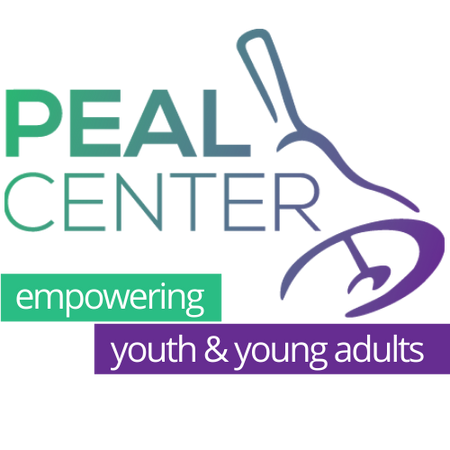 PEAL
CENTER
empowering
youth & young adults